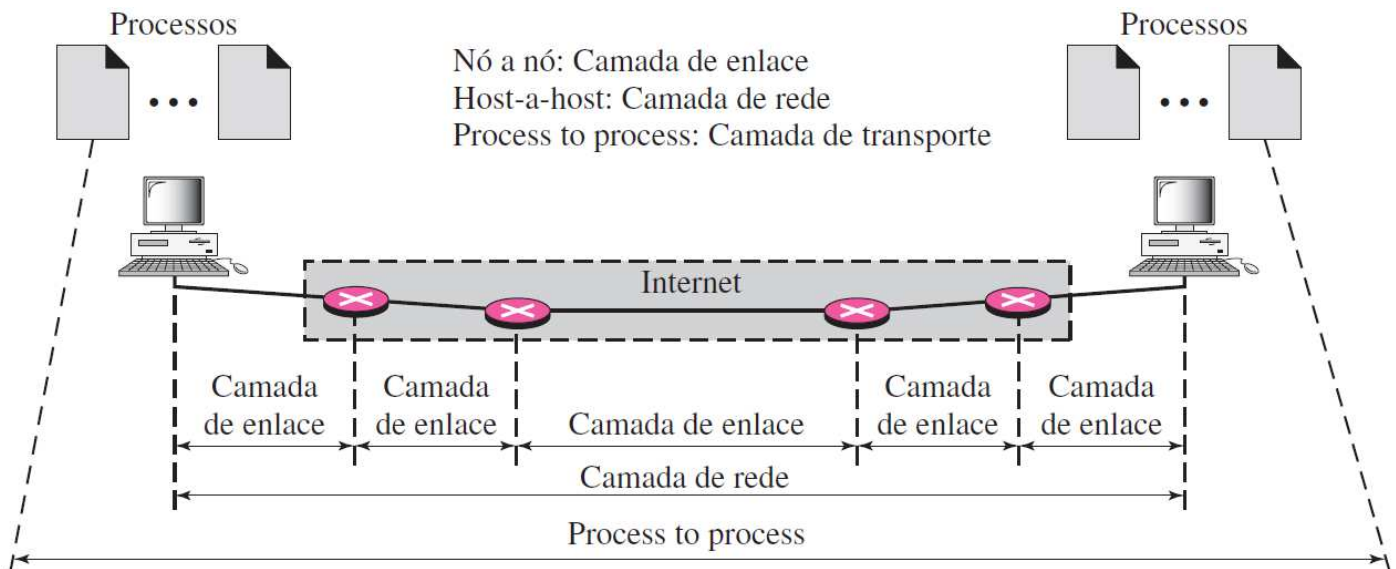 Processos
Processos
Nó a nó: Camada de enlace
Host-a-host: Camada de rede
Process to process: Camada de transporte
Internet
Camada
de enlace
Camada
de enlace
Camada de enlace
Camada
de enlace
Camada
de enlace
Camada de rede
Process to process